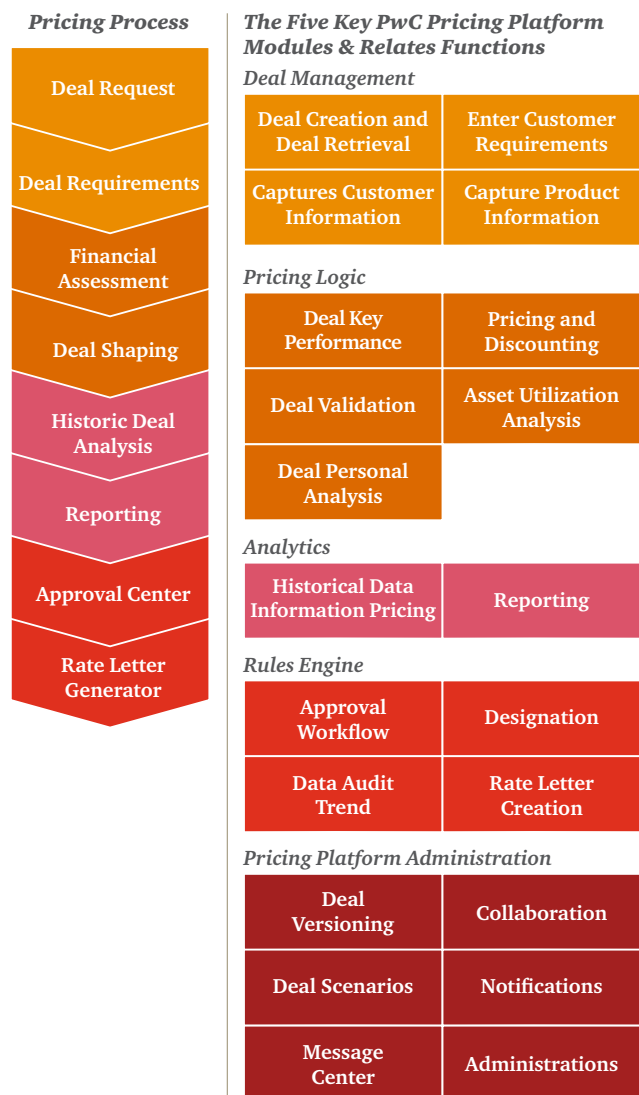 Pricing Process
Deal Request
Deal Requirements
Financial
Assessment
Deal Shaping
Historic Deal
Analysis
Reporting
Approval Center
Rate Letter
Generator
The Five Key PwC Pricing Platform
Modules & Relates Functions
Deal Management
Deal Creation and
Deal Retrieval
Enter Customer
Requirements
Captures Customer
Information
Capture Product
Information
Pricing Logic
Deal Key
Performance
Pricing and
Discounting
Deal Validation
Asset Utilization
Analysis
Deal Personal
Analysis
Analytics
Historical Data
Information Pricing
Reporting
Rules Engine
Approval
Workflow
Designation
Data Audit
Trend
Rate Letter
Creation
Pricing Platform Administration
Deal
Versioning
Collaboration
Deal Scenarios
Notifications
Message
Center
Administrations